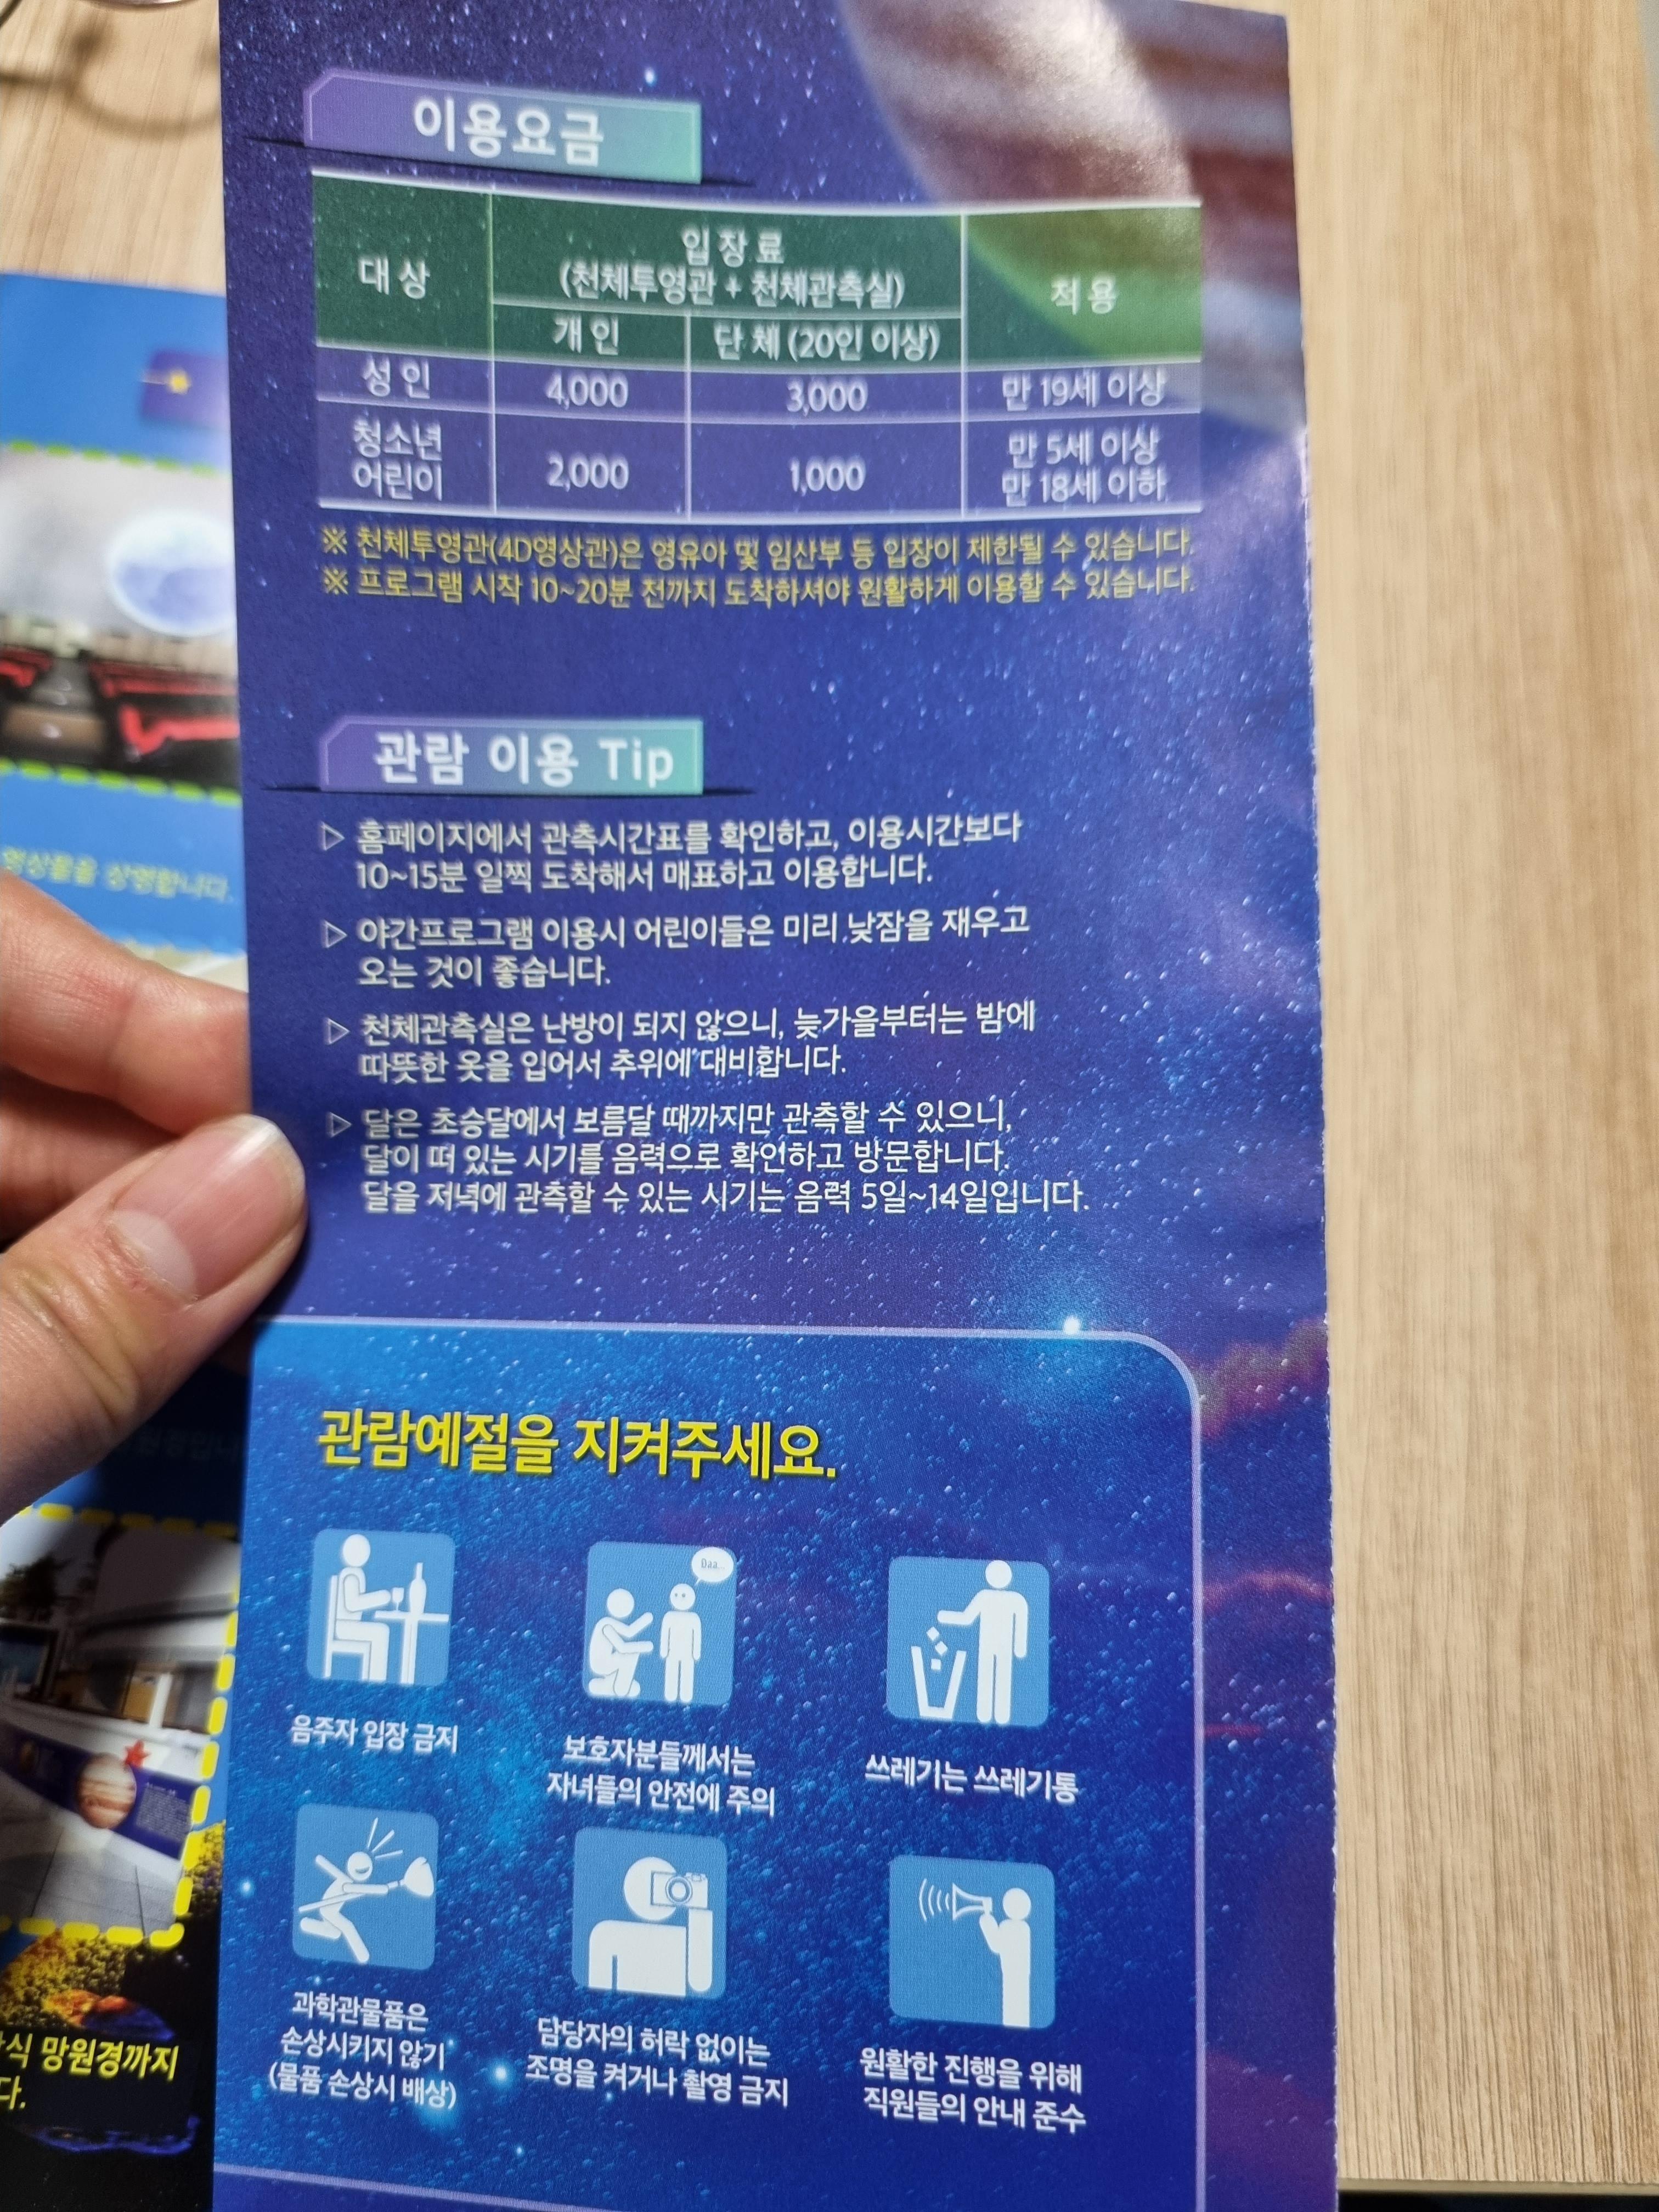 이용요금
대상
입장료
(천체투영관 + 천체관측실)
적용
개인
단체 (20인 이상)
성인
4,000
3,000
만 19세 이상
청소년
어린이
2,000
1,000
만 5세 이상
만 18세 이하
※ 천체투영관(4D영상관)은 영유아 및 임산부 등 입장이 제한될 수 있습니다.
※ 프로그램 시작 10~20분 전까지 도착하셔야 원활하게 이용할 수 있습니다.
관람 이용 Tip
▷ 홈페이지에서 관측시간표를 확인하고, 이용시간보다
10~15분 일찍 도착해서 매표하고 이용합니다.
▷ 야간프로그램 이용시 어린이들은 미리 낮잠을 재우고
오는 것이 좋습니다.
▷ 천체관측실은 난방이 되지 않으니, 늦가을부터는 밤에
따뜻한 옷을 입어서 추위에 대비합니다.
▷ 달은 초승달에서 보름달 때까지만 관측할 수 있으니,
달이 떠 있는 시기를 음력으로 확인하고 방문합니다.
달을 저녁에 관측할 수 있는 시기는 음력 5일~14일입니다.
관람예절을 지켜주세요.
Daa...
음주자 입장 금지
보호자분들께서는
자녀들의 안전에 주의
쓰레기는 쓰레기통
과학관물품은
손상시키지 않기
(물품 손상시 배상)
담당자의 허락 없이는
조명을 켜거나 촬영 금지
원활한 진행을 위해
직원들의 안내 준수
영상물을 상영합니다.
식 망원경까지
다.